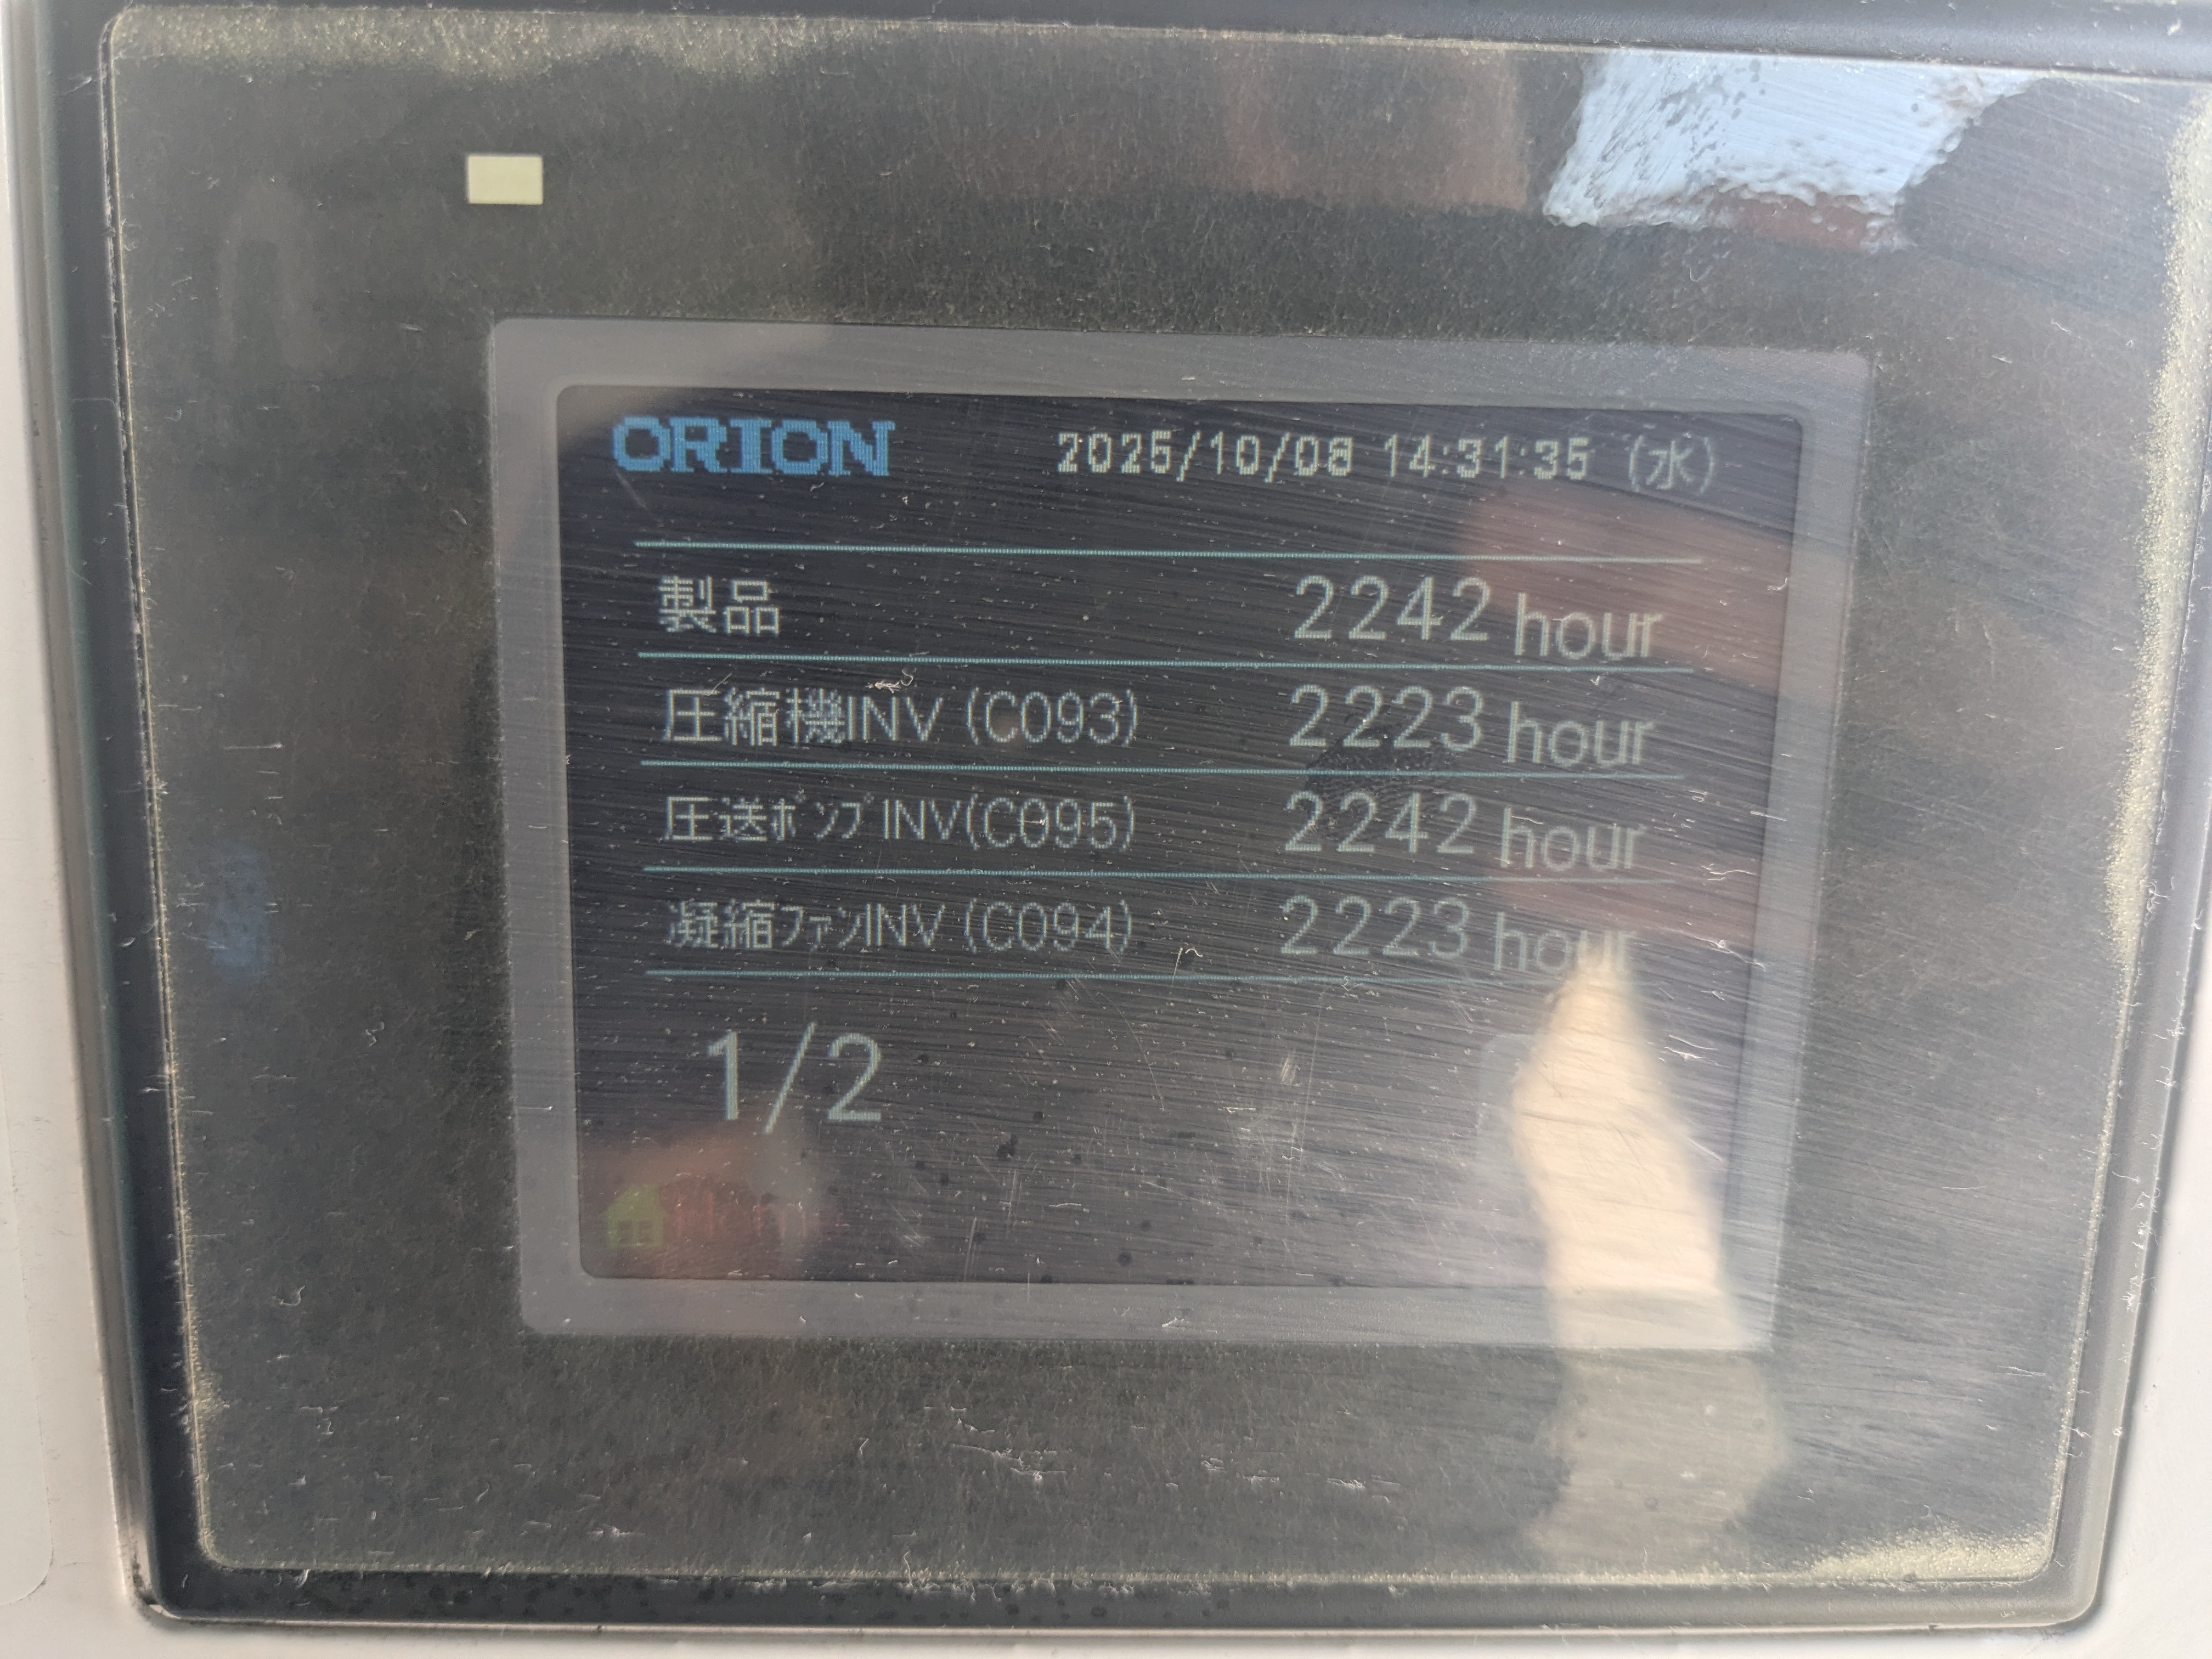 ORION 2025/10/08 14:31:35 (水)
製品 2242 hour
圧縮機INV (C093) 2223 hour
圧送ポンプINV(C095) 2242 hour
凝縮ファンINV (C094) 2223 hour
1/2